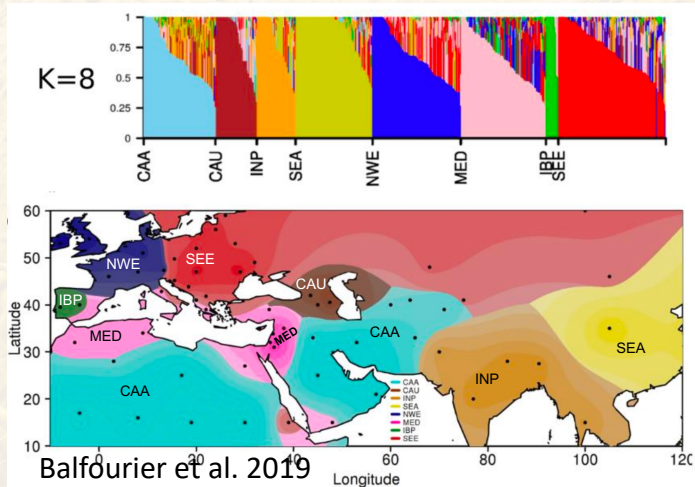 K=8
1
0.75
0.5
0.25
0
CAA
CAU
INP
SEA
NWE
MED
IBP
SEE
Latitude
60
50
40
30
20
10
NWE
SEE
CAU
IBP
MED
MED
CAA
CAA
INP
SEA
CAA
CAU
INP
SEA
NWE
MED
IBP
SEE
0
20
40
60
80
100
120
Longitude
Balfourier et al. 2019